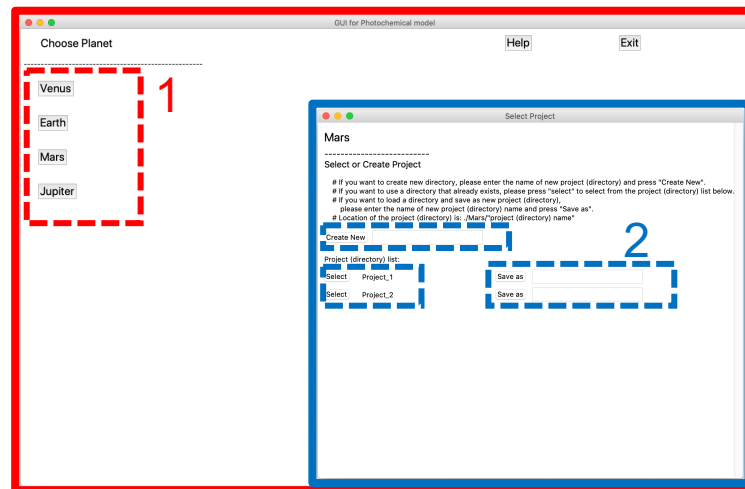 GUI for Photochemical model
Choose Planet
Help
Exit
--------------------------------------------------
Venus
Earth
Mars
Jupiter
1
Select Project
Mars
--------------------------
Select or Create Project
# If you want to create new directory, please enter the name of new project (directory) and press "Create New".
# If you want to use a directory that already exists, please press "select" to select from the project (directory) list below.
# If you want to load a directory and save as new project (directory),
please enter the name of new project (directory) name and press "Save as".
# Location of the project (directory) is: ./Mars/"project (directory) name"
Create New
2
Project (directory) list:
Select Project_1 Save as
Select Project_2 Save as